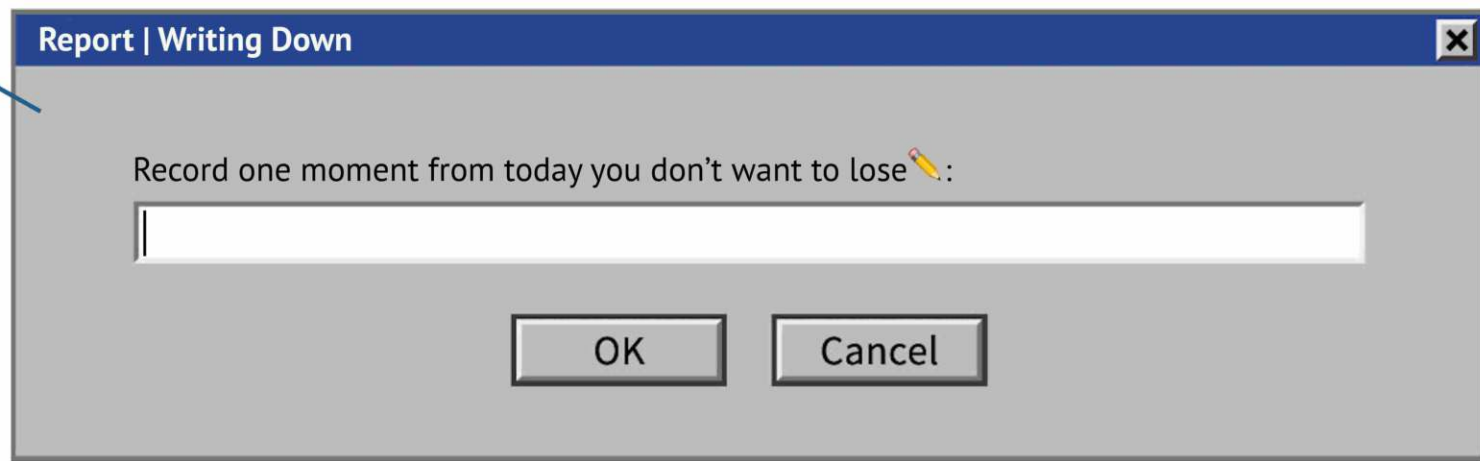 Report | Writing Down
Record one moment from today you don’t want to lose✏️:
OK
Cancel